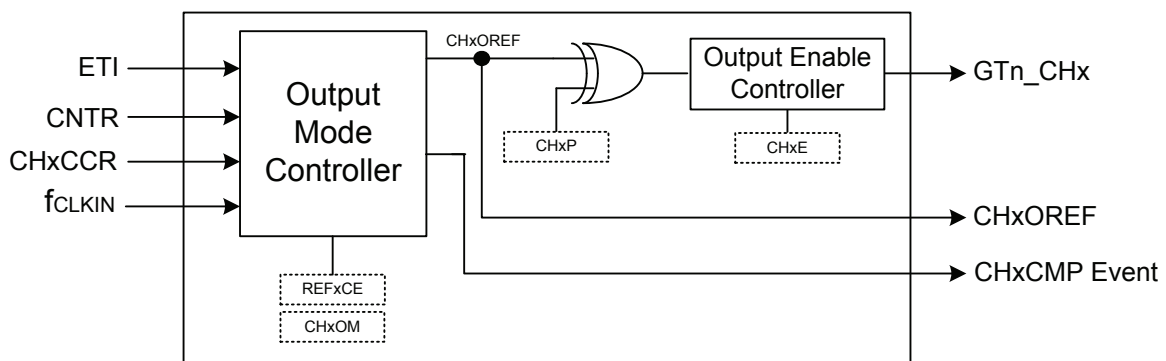 ETI
CNTR
CHxCCR
fCLKIN
Output
Mode
Controller
REFxCE
CHxOM
CHxOREF
CHxP
Output Enable
Controller
CHxE
GTn_CHx
CHxOREF
CHxCMP Event